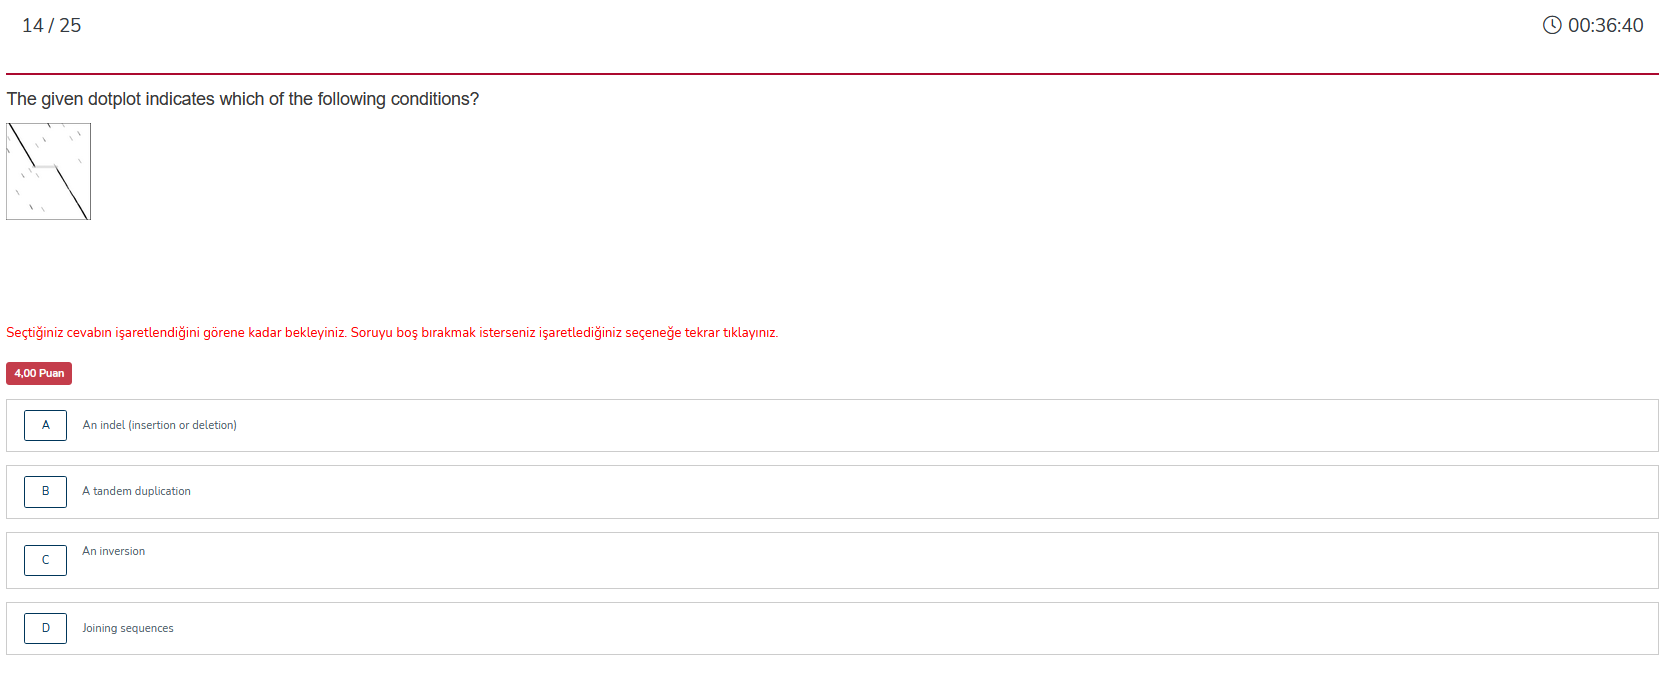 14 / 25
00:36:40
The given dotplot indicates which of the following conditions?
Seçtiğiniz cevabın işaretlendiğini görene kadar bekleyiniz. Soruyu boş bırakmak isterseniz işaretlediğiniz seçeneğe tekrar tıklayınız.
4,00 Puan
A An indel (insertion or deletion)
B A tandem duplication
C An inversion
D Joining sequences